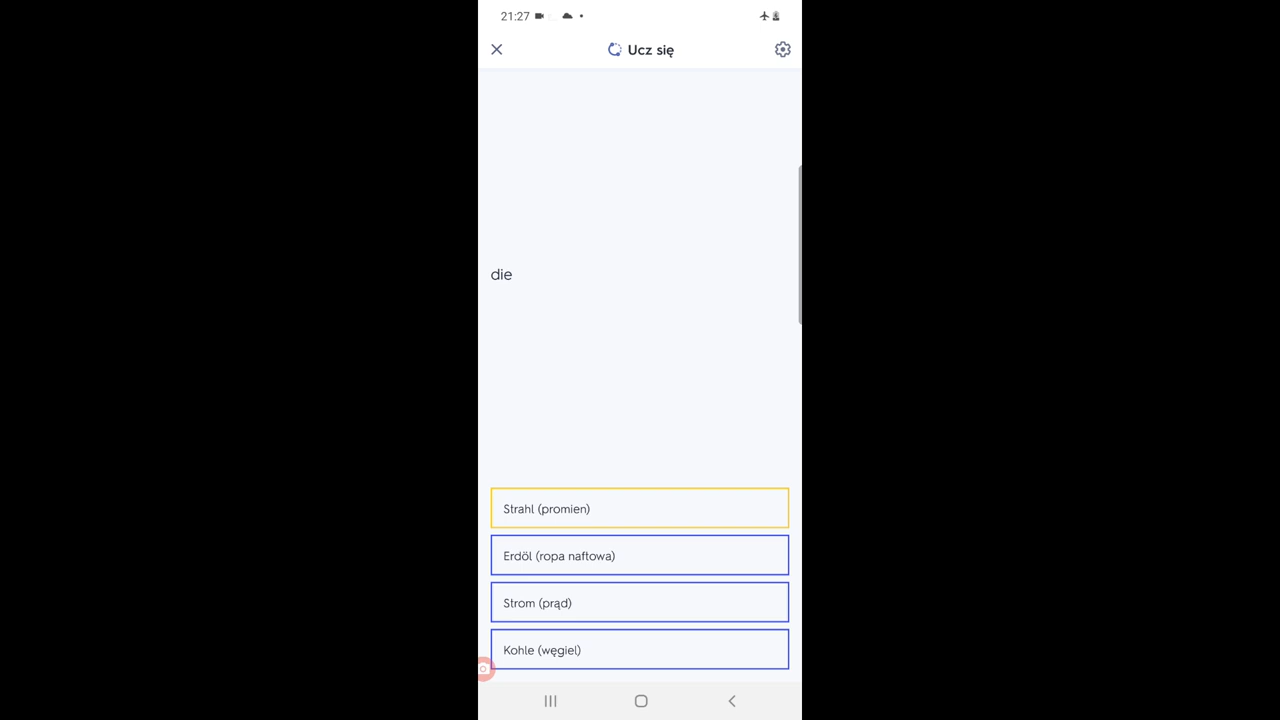 21:27
Ucz się
die
Strahl (promien)
Erdöl (ropa naftowa)
Strom (prąd)
Kohle (węgiel)